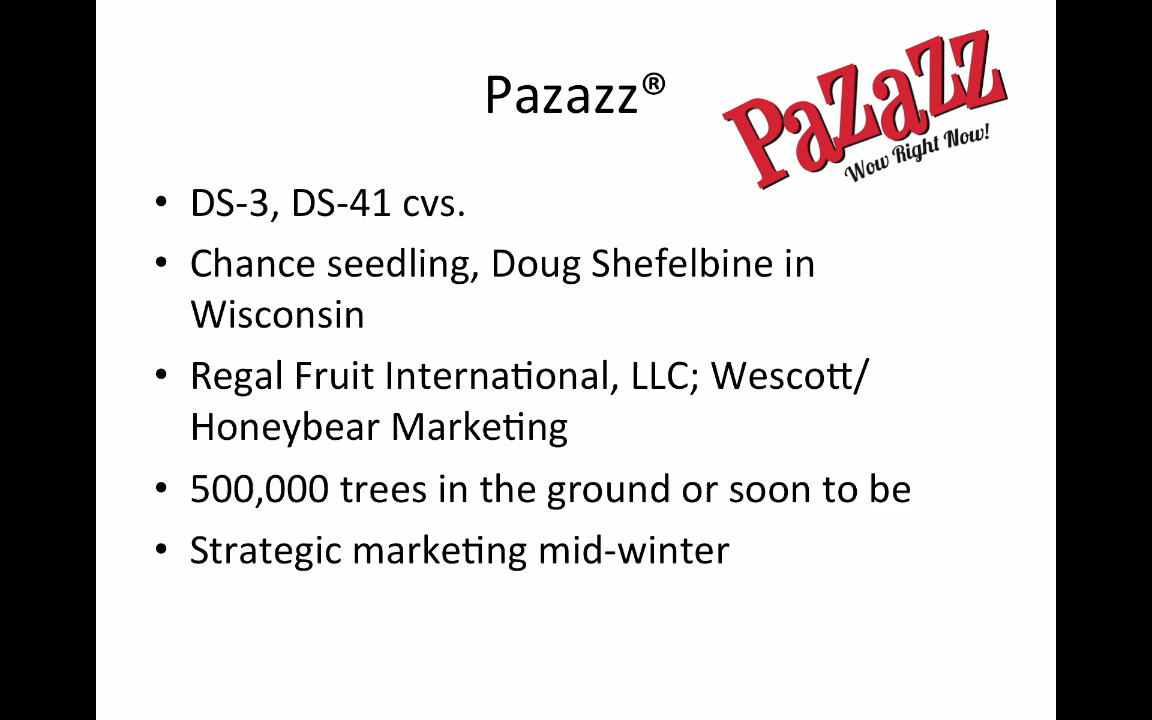 Pazazz®
PaZaZZ
Wow Right Now!
• DS-3, DS-41 cvs.
• Chance seedling, Doug Shefelbine in
Wisconsin
• Regal Fruit International, LLC; Wescott/
Honeybear Marketing
• 500,000 trees in the ground or soon to be
• Strategic marketing mid-winter